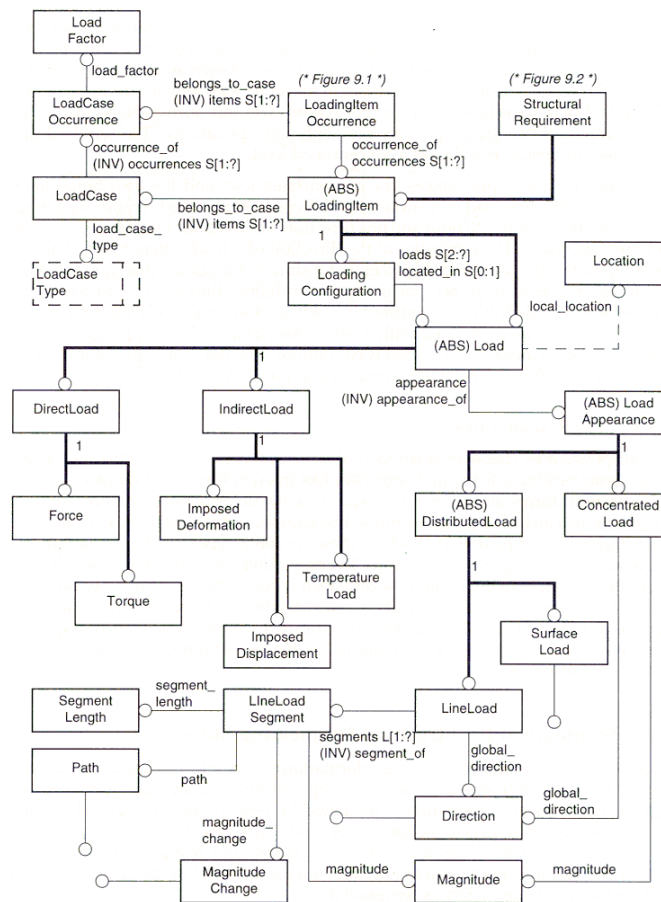 Load
Factor
load_factor
belongs_to_case
(INV) items S[1:?]
(* Figure 9.1 *)
(* Figure 9.2 *)
LoadCase
Occurrence
LoadingItem
Occurrence
Structural
Requirement
occurrence_of
(INV) occurrences S[1:?]
occurrence_of
occurrences S[1:?]
LoadCase
(ABS)
LoadingItem
belongs_to_case
(INV) items S[1:?]
load_case_
type
1
LoadCase
Type
Loading
Configuration
loads S[2:?]
located_in S[0:1]
Location
local_location
(ABS) Load
1
appearance
(INV) appearance_of
DirectLoad
IndirectLoad
(ABS) Load
Appearance
1
1
1
Force
Imposed
Deformation
(ABS)
DistributedLoad
Concentrated
Load
1
Torque
Temperature
Load
Imposed
Displacement
Surface
Load
segment_
length
Segment
Length
LIneLoad
Segment
LineLoad
segments L[1:?]
(INV) segment_of
global_
direction
Path
path
magnitude_
change
Direction
global_
direction
Magnitude
Change
magnitude
Magnitude
magnitude